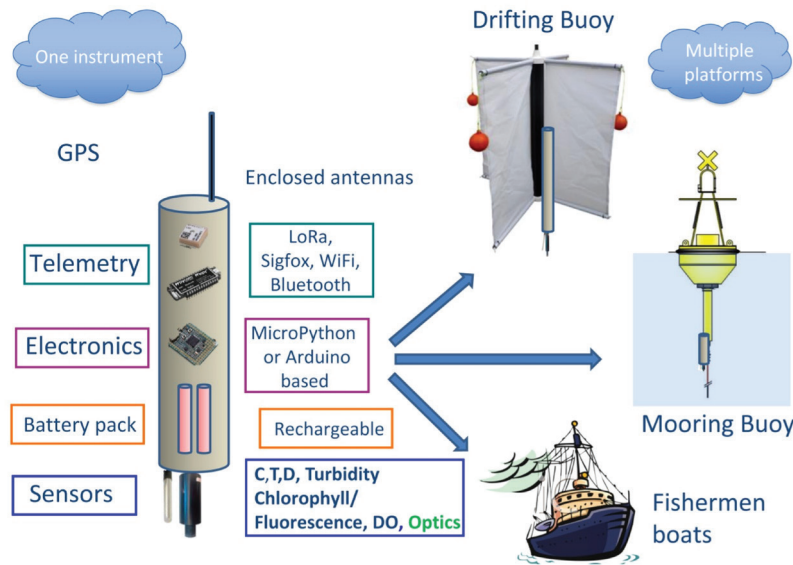 One instrument
Drifting Buoy
Multiple
platforms
GPS
Enclosed antennas
Telemetry
LoRa,
Sigfox, WiFi,
Bluetooth
Electronics
MicroPython
or Arduino
based
Battery pack
Rechargeable
Sensors
C,T,D, Turbidity
Chlorophyll/
Fluorescence, DO, Optics
Mooring Buoy
Fishermen
boats